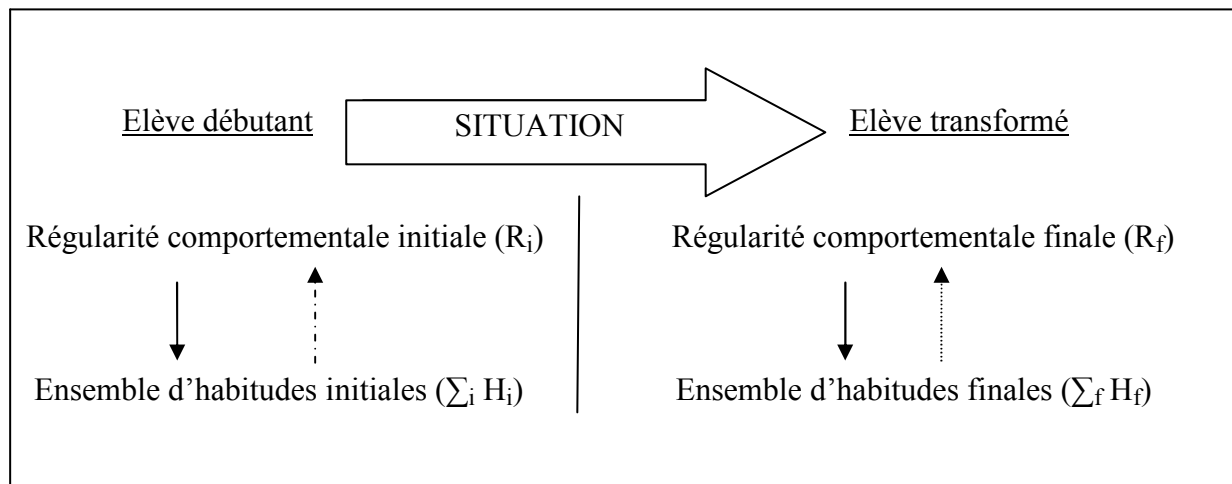 Elève débutant SITUATION Elève transformé
Régularité comportementale initiale (Ri) Régularité comportementale finale (Rf)
Ensemble d’habitudes initiales (∑i Hi) Ensemble d’habitudes finales (∑f Hf)